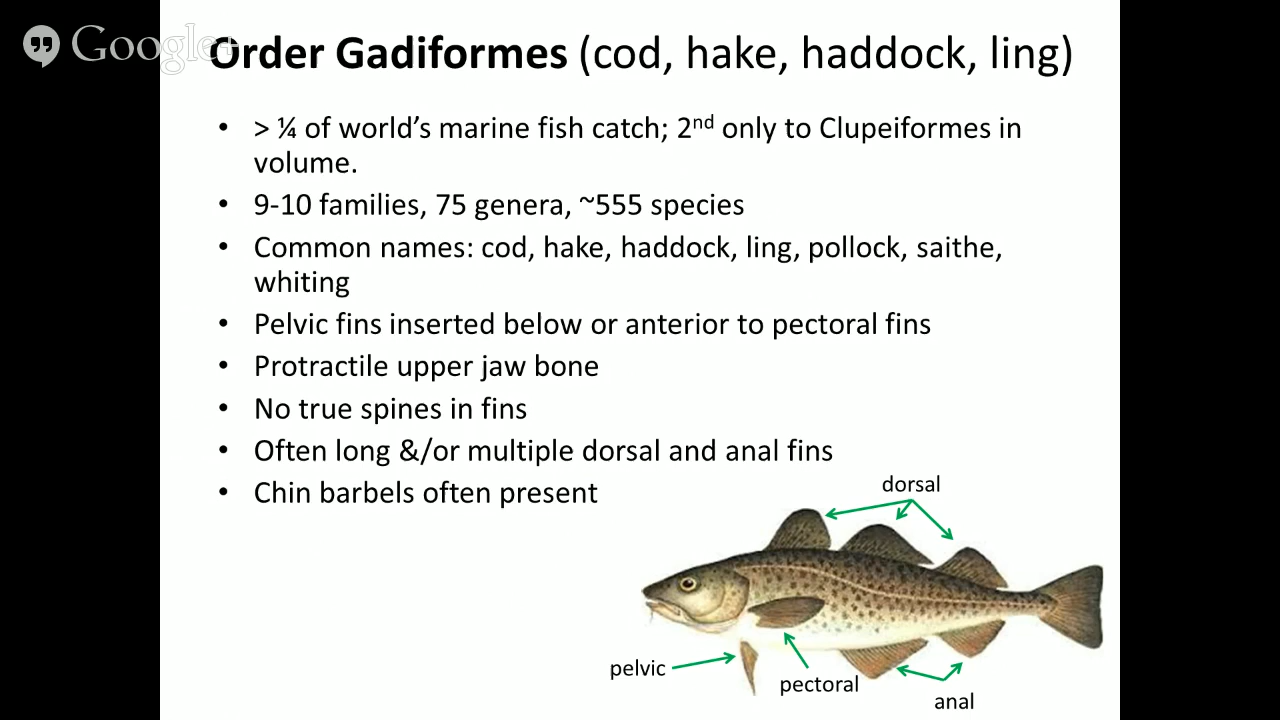 Google+
Order Gadiformes (cod, hake, haddock, ling)
• > ¼ of world's marine fish catch; 2nd only to Clupeiformes in
volume.
• 9-10 families, 75 genera, ~555 species
• Common names: cod, hake, haddock, ling, pollock, saithe,
whiting
• Pelvic fins inserted below or anterior to pectoral fins
• Protractile upper jaw bone
• No true spines in fins
• Often long &/or multiple dorsal and anal fins
• Chin barbels often present
dorsal
pelvic
pectoral
anal